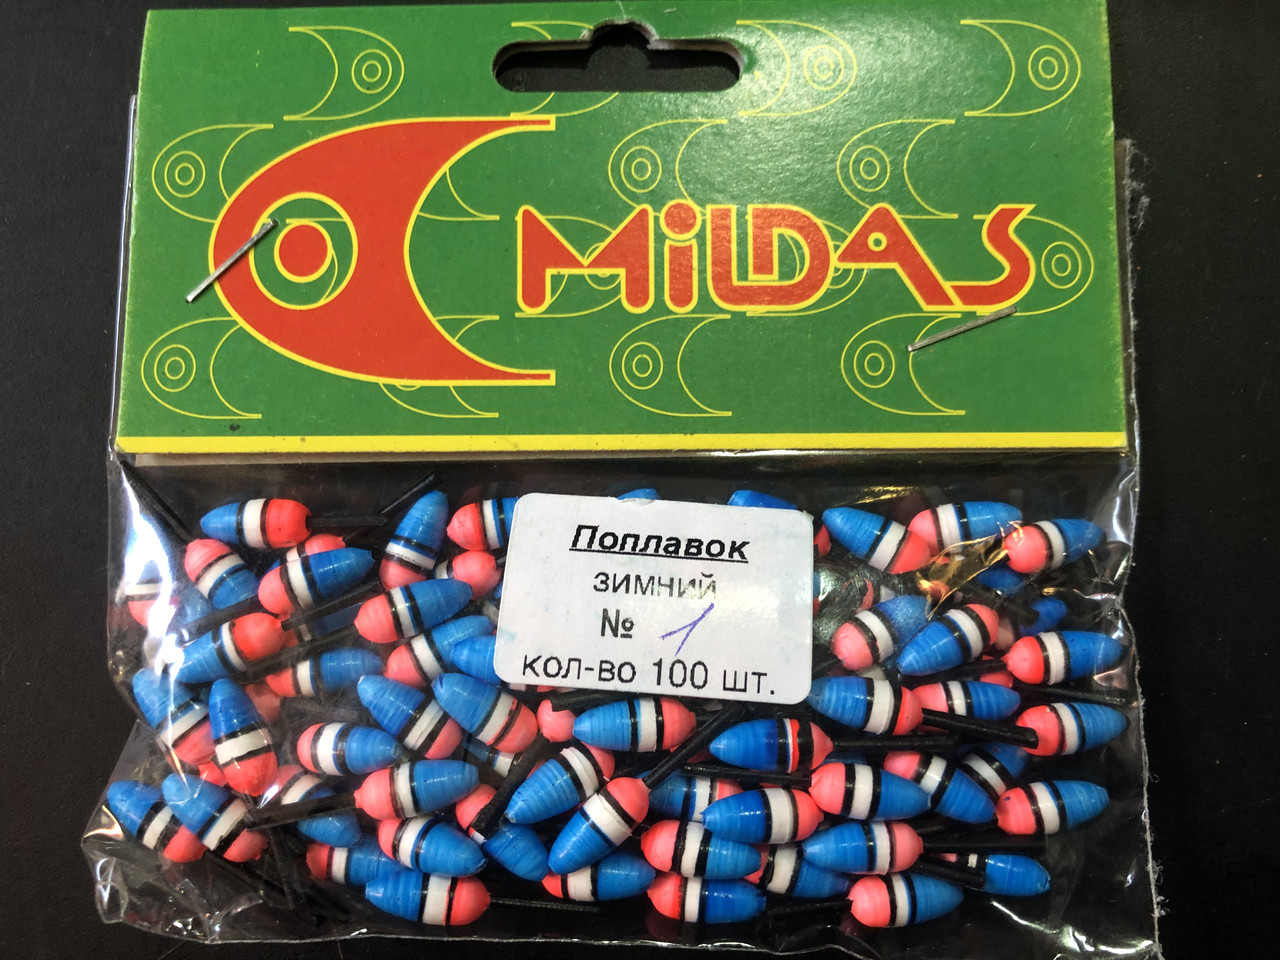 MiLDAS
Поплавок
зимний
№ 1
кол-во 100 шт.